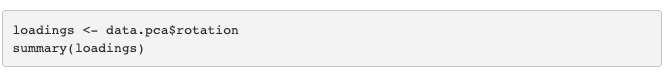 loadings <- data.pca$rotation
summary(loadings)